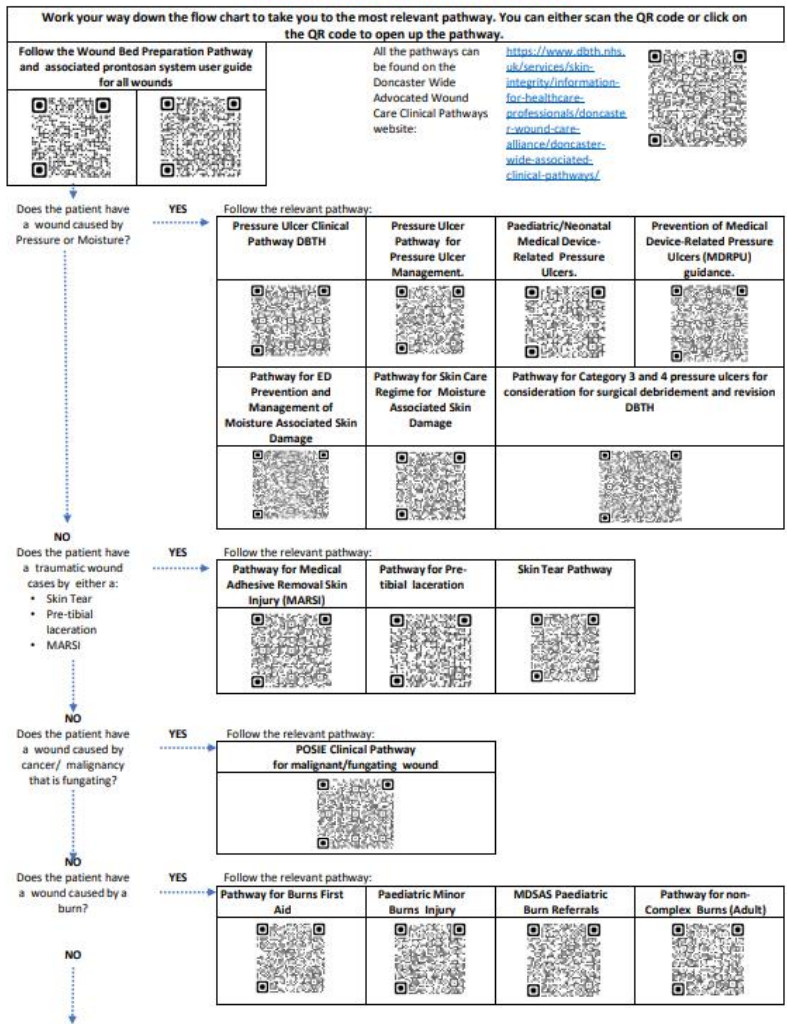 Work your way down the flow chart to take you to the most relevant pathway. You can either scan the QR code or click on
the QR code to open up the pathway.
Follow the Wound Bed Preparation Pathway
and associated prontosan system user guide
for all wounds
All the pathways can
be found on the
Doncaster Wide
Advocated Wound
Care Clinical Pathways
website:
https://www.dbth.nhs.
uk/services/skin-
integrity/information-
for-healthcare-
professionals/doncaste
r-wound-care-
alliance/doncaster-
wide-associated-
clinical-pathways/
Does the patient have
a wound caused by
Pressure or Moisture?
YES
Follow the relevant pathway:
Pressure Ulcer Clinical
Pathway DBTH
Pressure Ulcer
Pathway for
Pressure Ulcer
Management.
Paediatric/Neonatal
Medical Device-
Related Pressure
Ulcers.
Prevention of Medical
Device-Related Pressure
Ulcers (MDRPU)
guidance.
Pathway for ED
Prevention and
Management of
Moisture Associated Skin
Damage
Pathway for Skin Care
Regime for Moisture
Associated Skin
Damage
Pathway for Category 3 and 4 pressure ulcers for
consideration for surgical debridement and revision
DBTH
NO
Does the patient have
a traumatic wound
cases by either a:
• Skin Tear
• Pre-tibial
laceration
• MARSI
YES
Follow the relevant pathway:
Pathway for Medical
Adhesive Removal Skin
Injury (MARSI)
Pathway for Pre-
tibial laceration
Skin Tear Pathway
NO
Does the patient have
a wound caused by
cancer/ malignancy
that is fungating?
YES
Follow the relevant pathway:
POSIE Clinical Pathway
for malignant/fungating wound
NO
Does the patient have
a wound caused by a
burn?
YES
Follow the relevant pathway:
Pathway for Burns First
Aid
Paediatric Minor
Burns Injury
MDSAS Paediatric
Burn Referrals
Pathway for non-
Complex Burns (Adult)
NO